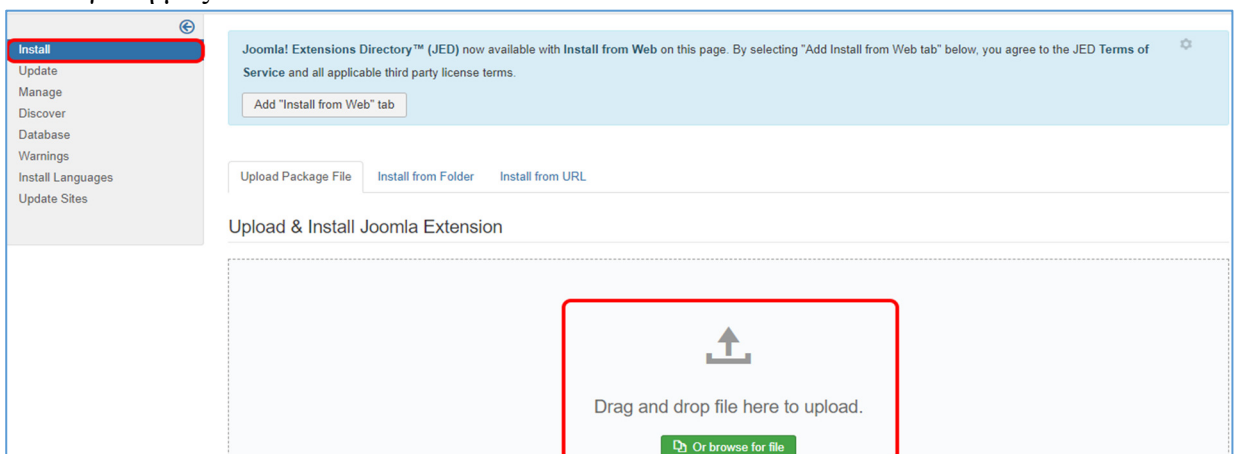 Install
Update
Manage
Discover
Database
Warnings
Install Languages
Update Sites
Joomla! Extensions Directory™ (JED) now available with Install from Web on this page. By selecting "Add Install from Web tab" below, you agree to the JED Terms of
Service and all applicable third party license terms.
Add "Install from Web" tab
Upload Package File Install from Folder Install from URL
Upload & Install Joomla Extension
Drag and drop file here to upload.
Or browse for file